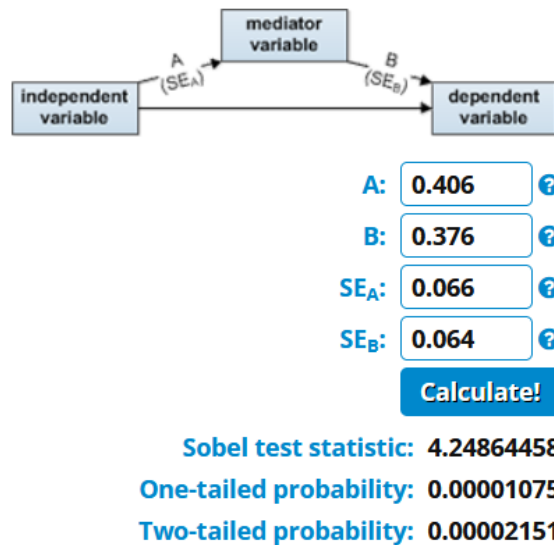 mediator
variable
A
(SEA)
B
(SEB)
independent
variable
dependent
variable
A: 0.406 ?
B: 0.376 ?
SEA: 0.066 ?
SEB: 0.064 ?
Calculate!
Sobel test statistic: 4.24864458
One-tailed probability: 0.00001075
Two-tailed probability: 0.00002151